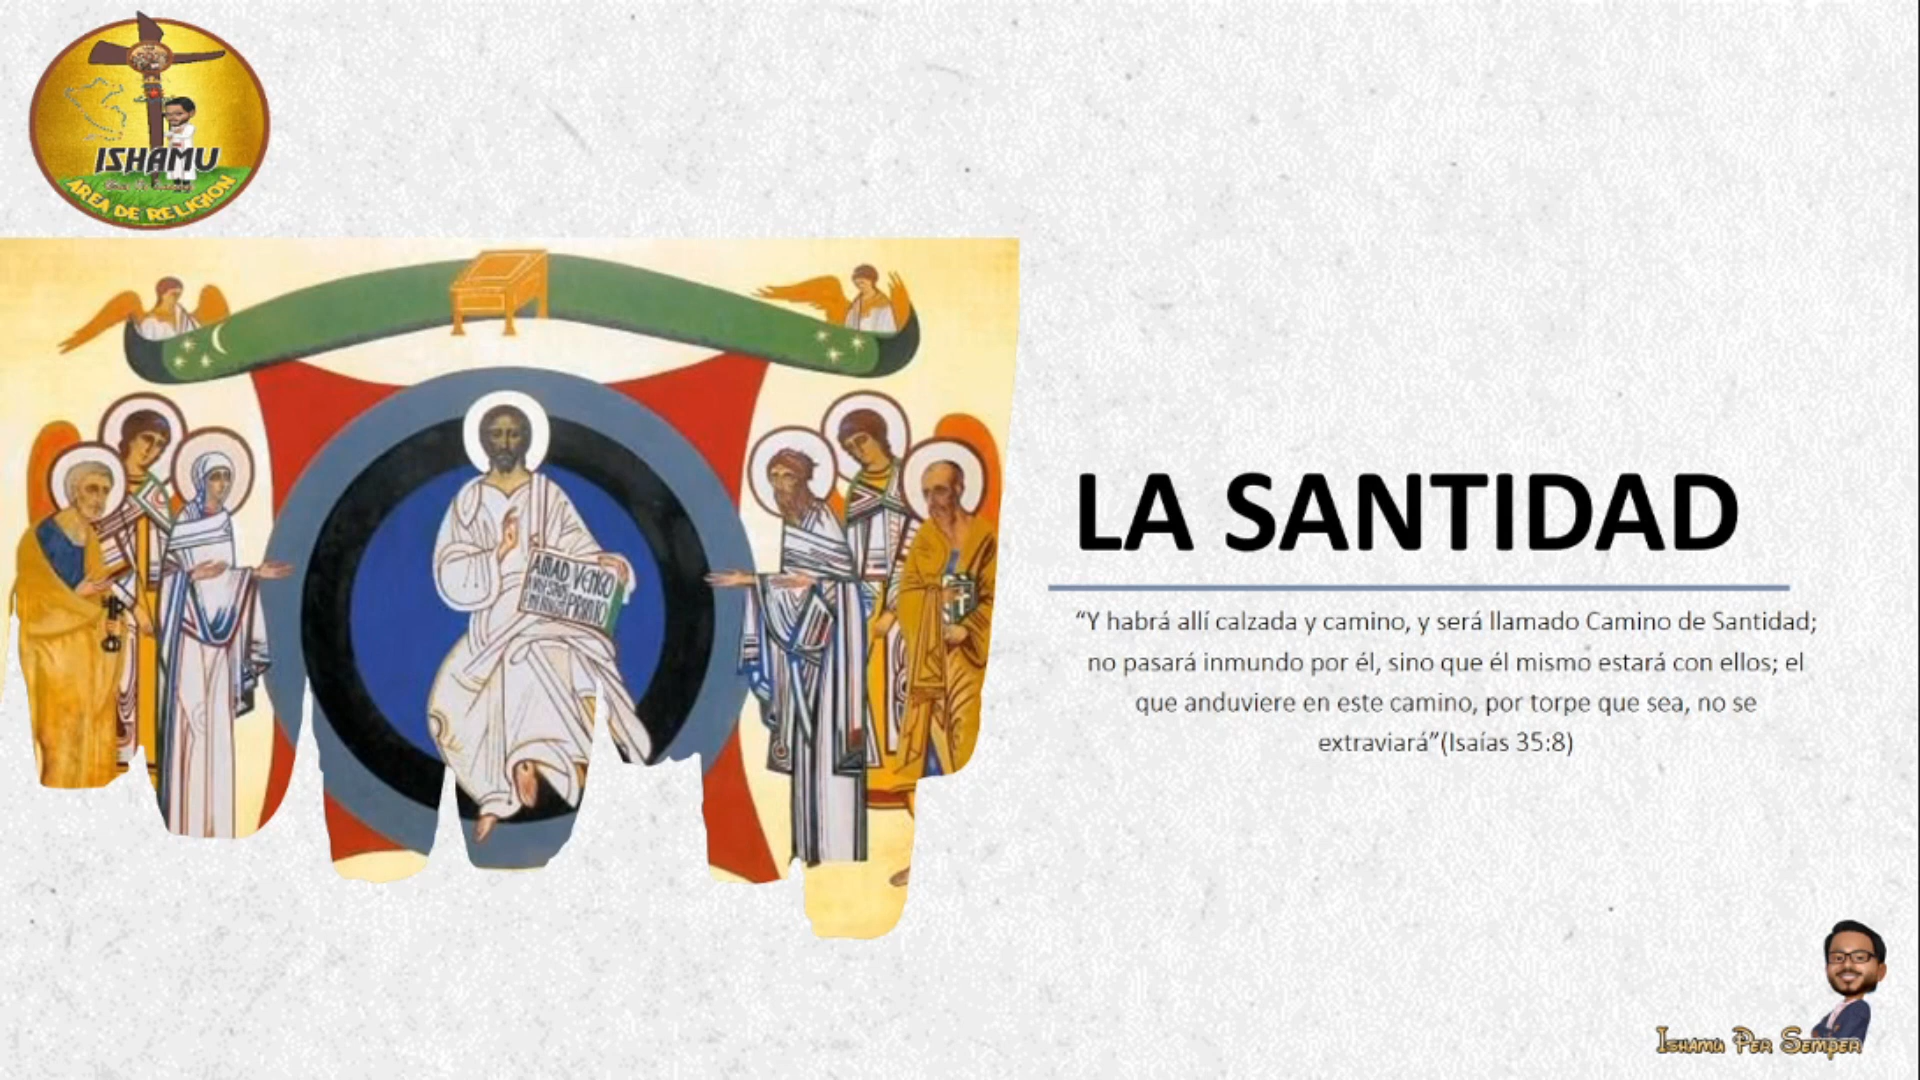 ISHAMU
AREA DE RELIGION
AMAD VENGO
PRONTO
LA SANTIDAD
“Y habrá allí calzada y camino, y será llamado Camino de Santidad;
no pasará inmundo por él, sino que él mismo estará con ellos; el
que anduviere en este camino, por torpe que sea, no se
extraviará”(Isaías 35:8)
Ishamu Per Semper